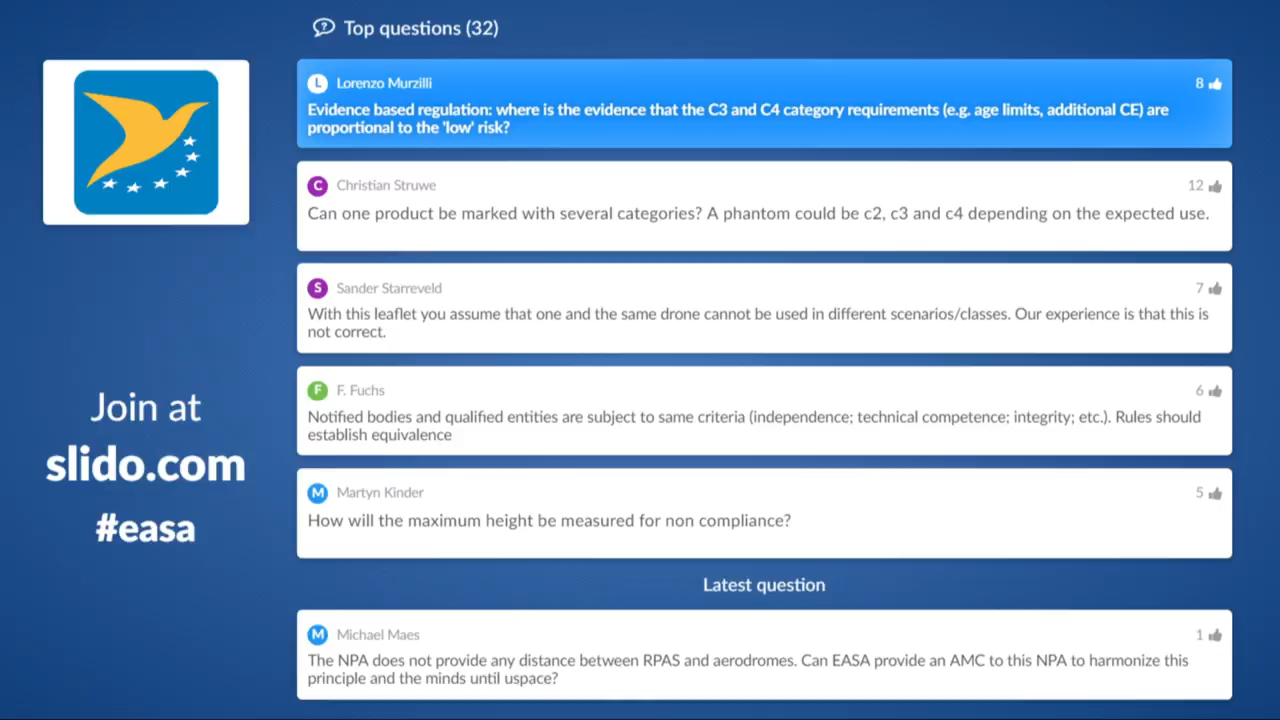 Top questions (32)
L Lorenzo Murzilli 8
Evidence based regulation: where is the evidence that the C3 and C4 category requirements (e.g. age limits, additional CE) are
proportional to the 'low' risk?
C Christian Struwe 12
Can one product be marked with several categories? A phantom could be c2, c3 and c4 depending on the expected use.
S Sander Starreveld 7
With this leaflet you assume that one and the same drone cannot be used in different scenarios/classes. Our experience is that this is
not correct.
F F. Fuchs 6
Notified bodies and qualified entities are subject to same criteria (independence; technical competence; integrity; etc.). Rules should
establish equivalence
M Martyn Kinder 5
How will the maximum height be measured for non compliance?
Join at
slido.com
#easa
Latest question
M Michael Maes 1
The NPA does not provide any distance between RPAS and aerodromes. Can EASA provide an AMC to this NPA to harmonize this
principle and the minds until uspace?